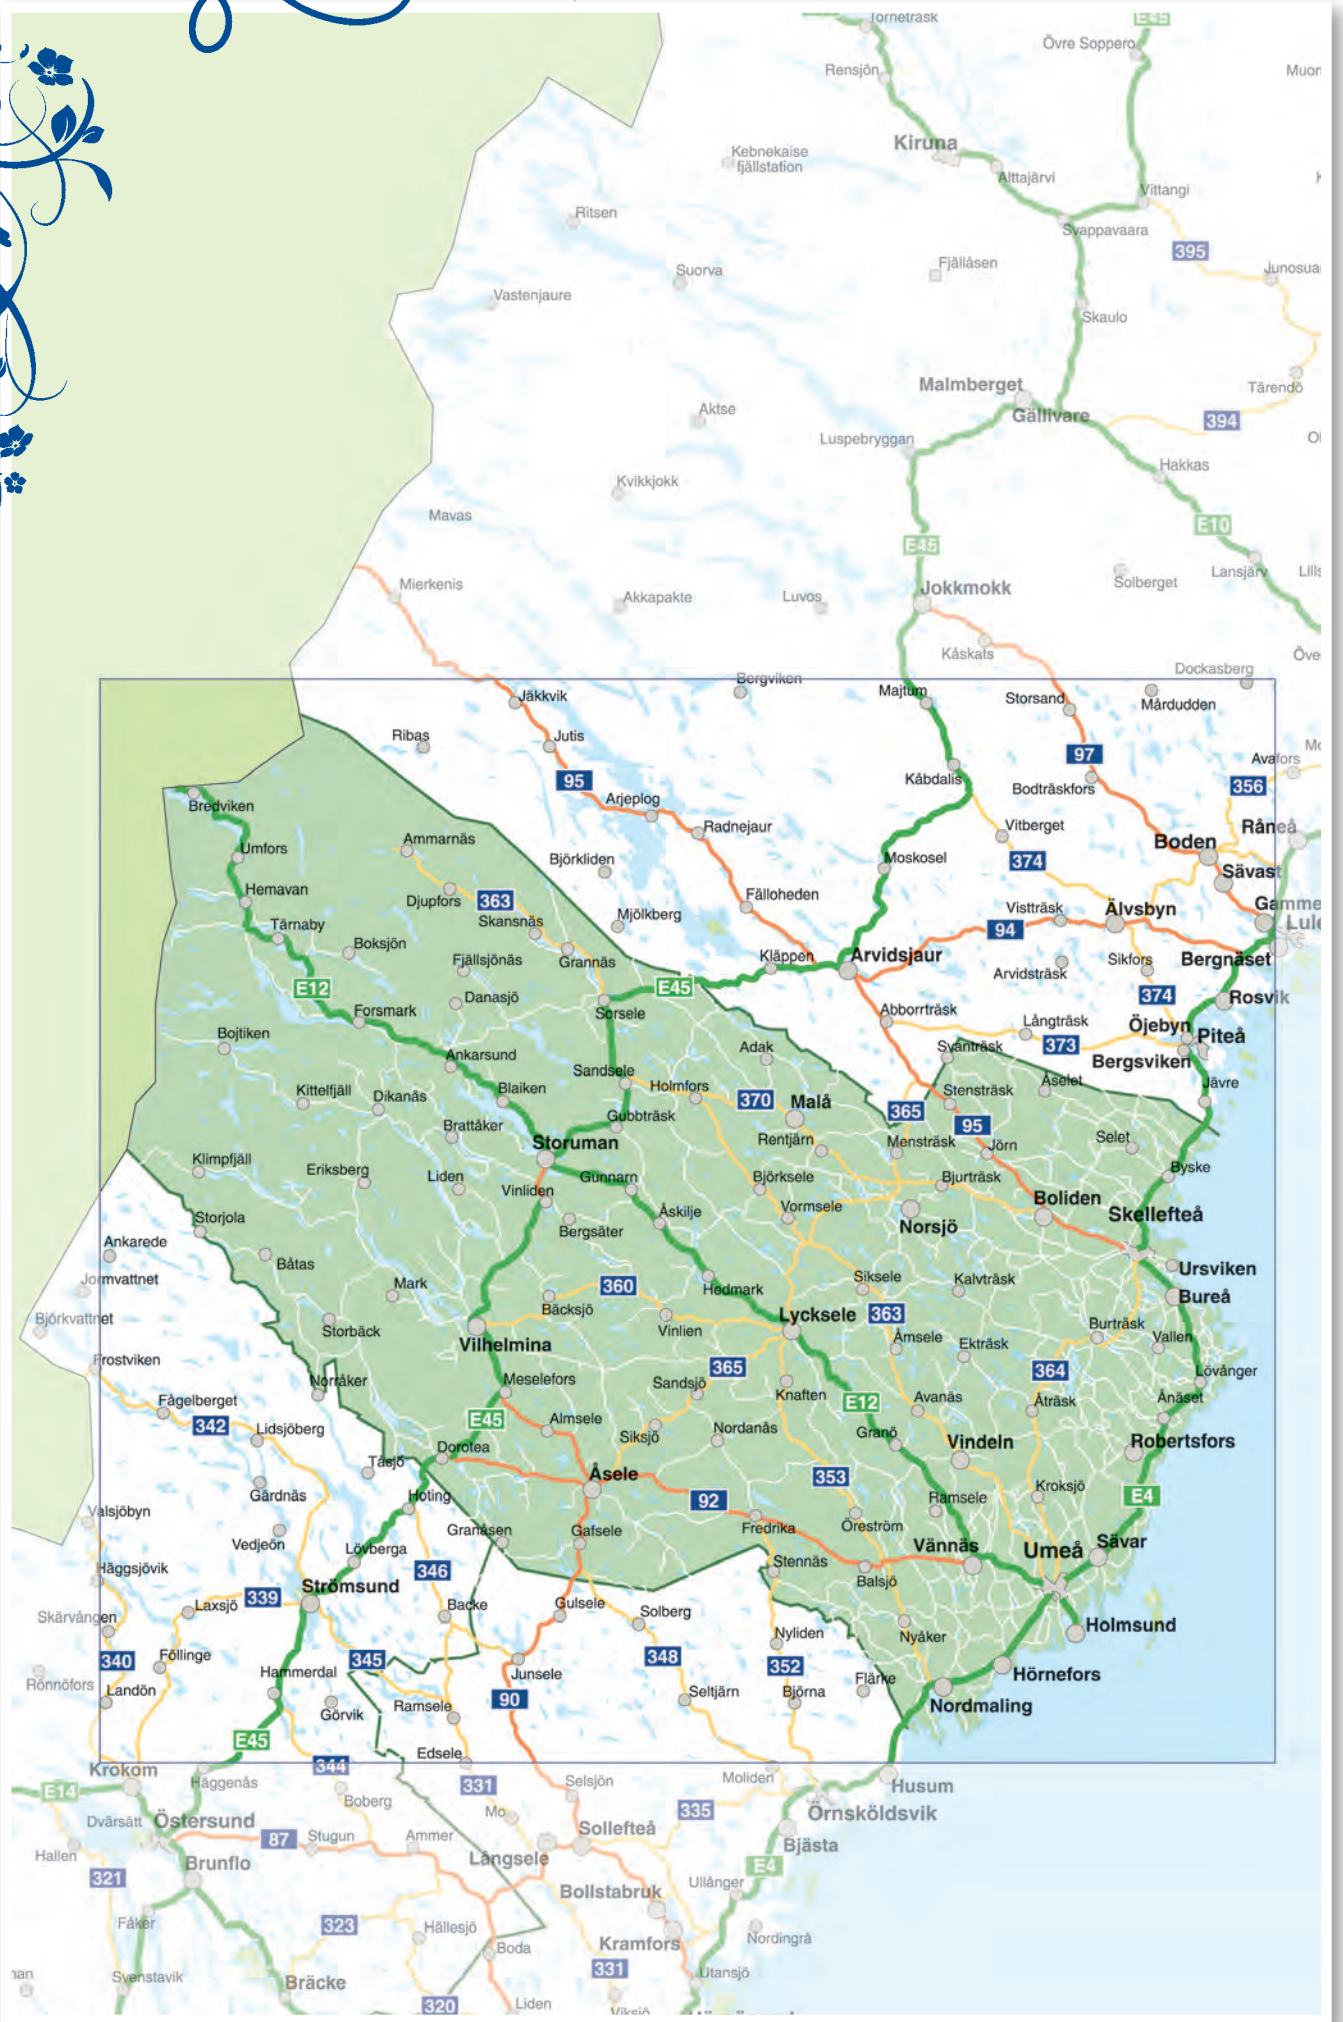 Torneträsk
E45
Övre Soppero
Rensjön
Kiruna
Kebnekaise
fjällstation
Alttajärvi
Vittangi
Ritsen
Svappavaara
395
Fjällåsen
Suorva
Junosua
Vastenjaure
Skaulo
Malmberget
Tärendö
Aktse
Gällivare
394
Luspebryggan
Hakkas
Kvikkjokk
Mavas
E10
E45
Lansjärv
Solberget
Mierkenis
Jokkmokk
Akkapakte
Luvos
Kåskats
Dockasberg
Bergviken
Majtum
Jäkkvik
Storsand
Mårdudden
Ribas
Jutis
97
Avafors
95
Kåbdalis
Bodträskfors
356
Bredviken
Arjeplog
Radnejaur
Vitberget
Råneå
Umfors
Ammarnäs
Boden
Björkliden
Moskosel
374
Sävast
Hemavan
Djupfors
363
Fälloheden
Vistträsk
Älvsbyn
Tärnaby
Skansnäs
Mjölkberg
94
Boksjön
Fjällsjönäs
Grannäs
Kläppen
Arvidsjaur
Arvidsträsk
Sikfors
Bergnäset
E12
E45
Danasjö
374
Rosvik
Forsmark
Sorsele
Abborrträsk
Långträsk
Öjebyn
Piteå
Bojtiken
Ankarsund
Adak
Svanträsk
373
Bergsviken
Kittelfjäll
Dikanäs
Blaiken
Sandsele
Holmfors
370
Malå
Stensträsk
Åselet
Jävre
Brattåker
Gubbträsk
365
95
Storuman
Rentjärn
Mensträsk
Jörn
Selet
Klimpfjäll
Eriksberg
Liden
Gunnarn
Björksele
Bjurträsk
Byske
Vinliden
Boliden
Storjola
Bergsäter
Åskilje
Vormsele
Norsjö
Skellefteå
Ankarede
Båtas
Ursviken
Jormvattnet
Mark
360
Hedmark
Siksele
Kalvträsk
Bureå
Björkvattnet
Storbäck
Bäcksjö
Vinlien
Lycksele
363
Burträsk
Vilhelmina
Åmsele
Ekträsk
Vallen
Frostviken
Norråker
Meselefors
Sandsjö
365
Knaften
364
Lövånger
Fågelberget
E12
Avanäs
Åträsk
Ånäset
342
Lidsjöberg
E45
Almsele
Siksjö
Nordanås
Granö
Vindeln
Robertsfors
Tåsjö
Dorotea
Åsele
353
Kroksjö
Gärdnäs
Hoting
92
Ramsele
E4
Valsjöbyn
Granåsen
Gafsele
Fredrika
Öreström
Vedjeön
Lövberga
Vännäs
Umeå
Sävar
Häggsjövik
346
Stennäs
Balsjö
Strömsund
339
Laxsjö
Backe
Gulsele
Solberg
Skärvången
Nyliden
Nyåker
Holmsund
340
Föllinge
345
348
352
Hammerdal
Junsele
Flärke
Hörnefors
Rönnöfors
Landön
Görvik
Ramsele
90
Seltjärn
Björna
Nordmaling
E45
Edsele
Krokom
344
Moliden
E14
Häggenås
331
Selsjön
Husum
Boberg
335
Örnsköldsvik
Dvärsätt
Östersund
Mo
87
Stugun
Ammer
Sollefteå
Bjästa
Hallen
Brunflo
Långsele
E4
321
Bollstabruk
Ullånger
Fåker
323
Hällesjö
Kramfors
Nordingrå
Boda
331
Utansjö
Svenstavik
Bräcke
320
Liden
Viksjö